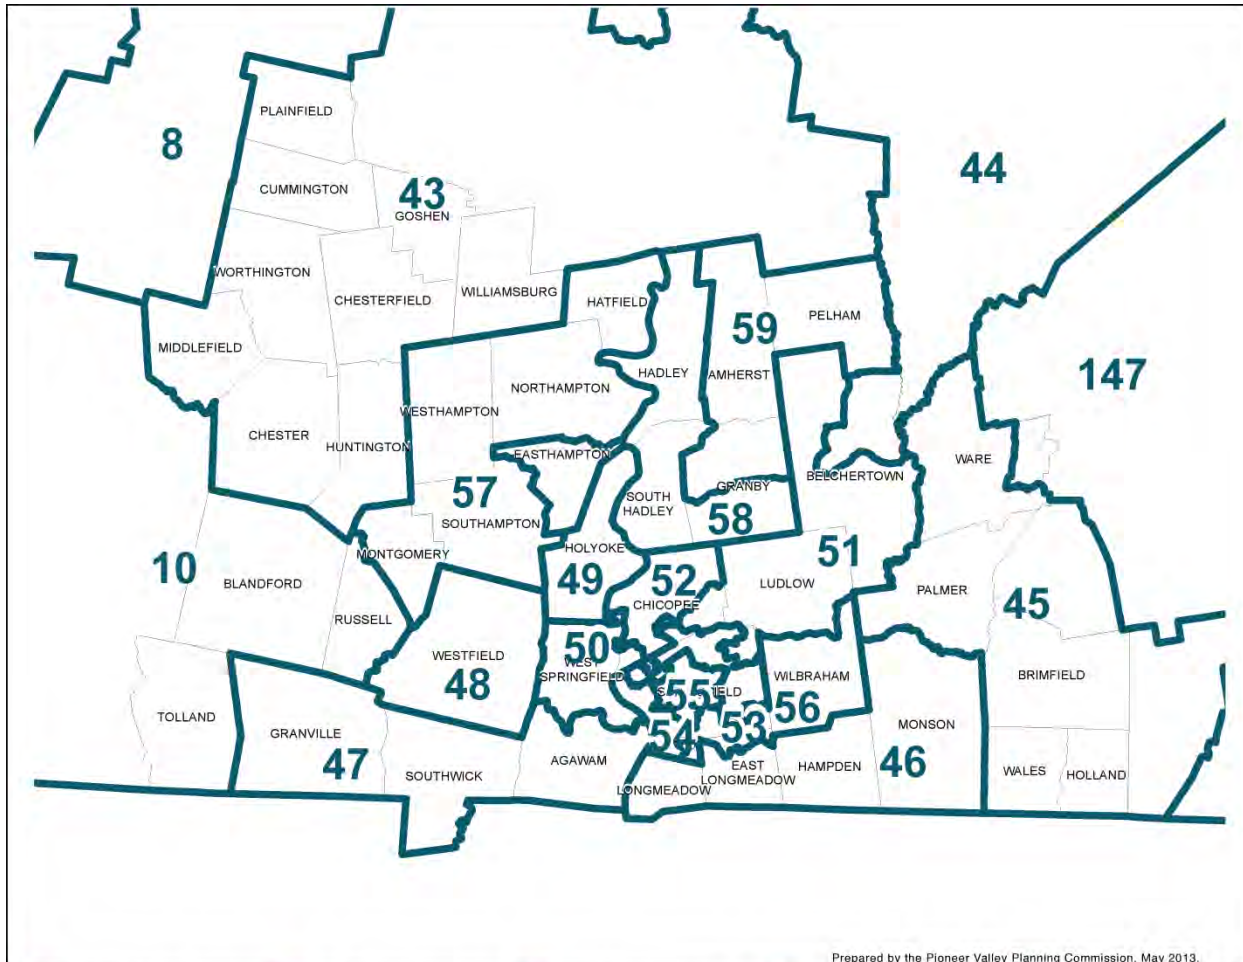 PLAINFIELD
8
44
CUMMINGTON
43
GOSHEN
WORTHINGTON
CHESTERFIELD
WILLIAMSBURG
HATFIELD
PELHAM
59
MIDDLEFIELD
HADLEY
AMHERST
147
NORTHAMPTON
WESTHAMPTON
CHESTER
HUNTINGTON
EASTHAMPTON
WARE
BELCHERTOWN
57
GRANBY
SOUTH
HADLEY
58
SOUTHAMPTON
HOLYOKE
MONTGOMERY
51
10
BLANDFORD
49
52
LUDLOW
PALMER
45
CHICOPEE
RUSSELL
50
WESTFIELD
48
WEST
SPRINGFIELD
WILBRAHAM
BRIMFIELD
55
56
TOLLAND
GRANVILLE
53
MONSON
54
47
AGAWAM
46
SOUTHWICK
EAST
LONGMEADOW
HAMPDEN
WALES
HOLLAND
LONGMEADOW
Prepared by the Pioneer Valley Planning Commission, May 2013.